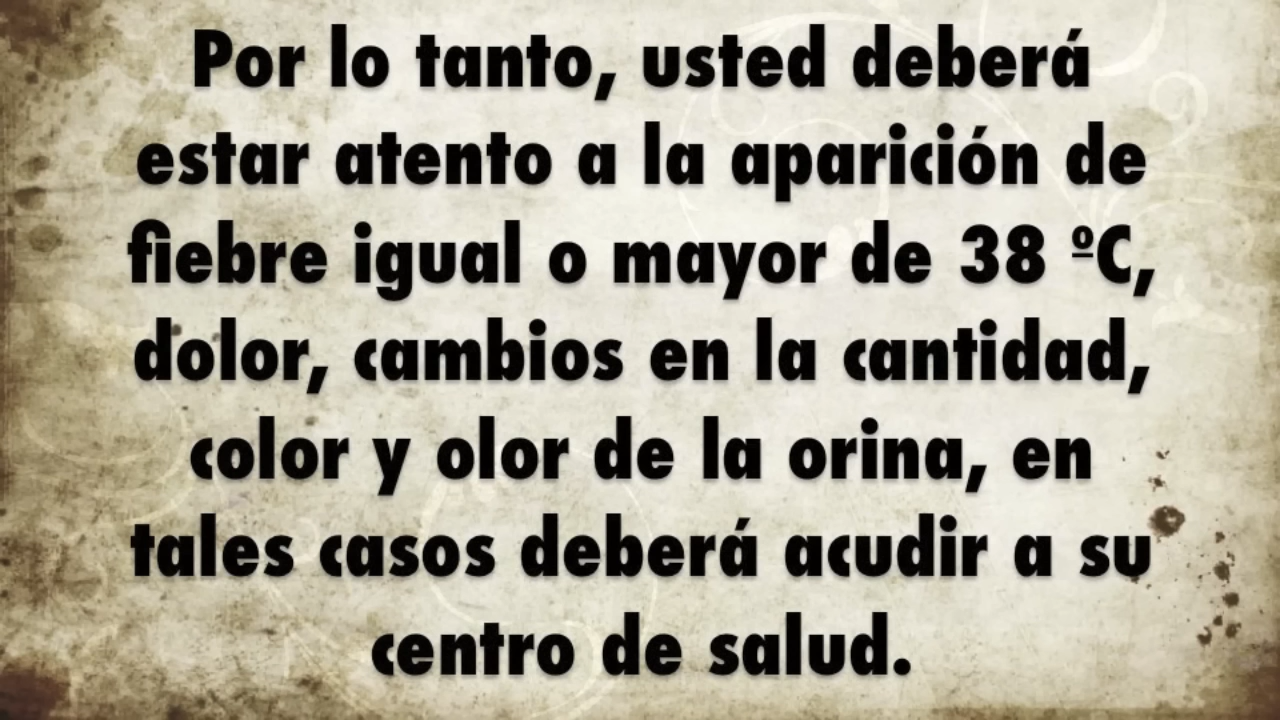 Por lo tanto, usted deberá
estar atento a la aparición de
fiebre igual o mayor de 38 ºC,
dolor, cambios en la cantidad,
color y olor de la orina, en
tales casos deberá acudir a su
centro de salud.